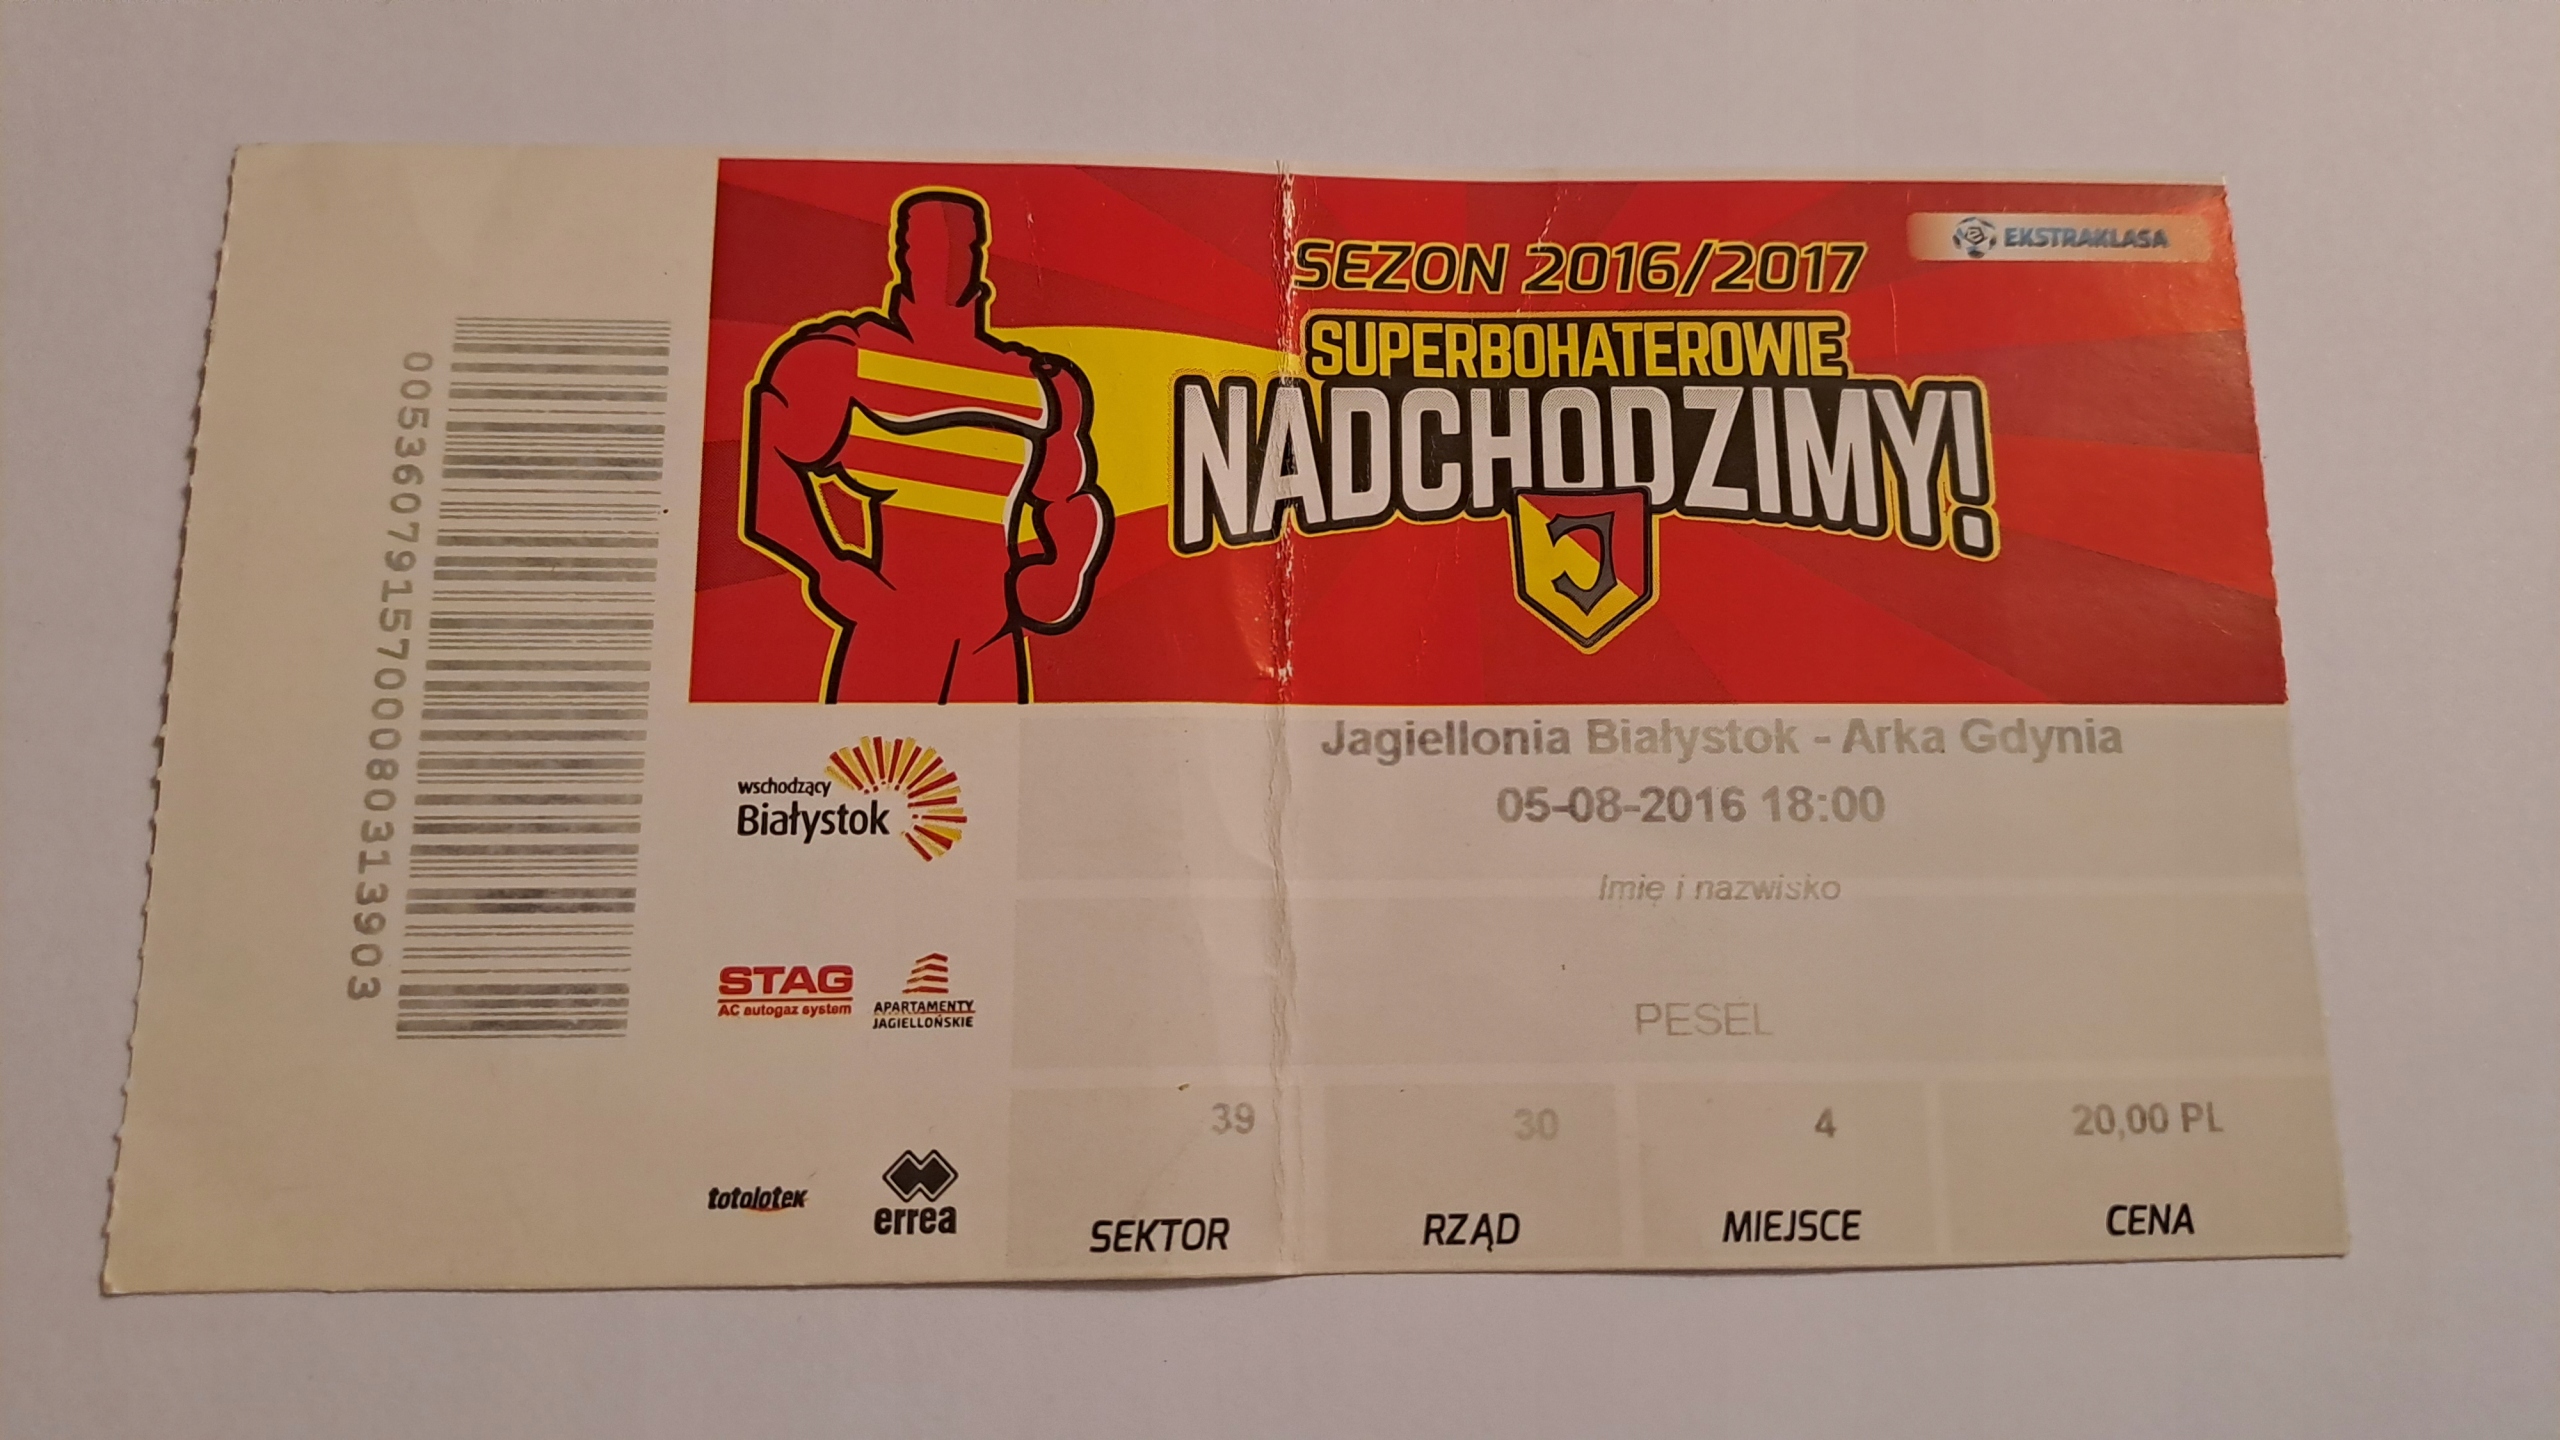 0053607915700080313903
SEZON 2016/2017
EKSTRAKLASA
SUPERBOHATEROWIE
NADCHODZIMY!
J
Jagiellonia Białystok - Arka Gdynia
05-08-2016 18:00
Imię i nazwisko
PESEL
wschodzący
Białystok
STAG
AC autogaz system
APARTAMENTY
JAGIELLOŃSKIE
totolotek
errea
39 30 4 20,00 PL
SEKTOR RZĄD MIEJSCE CENA